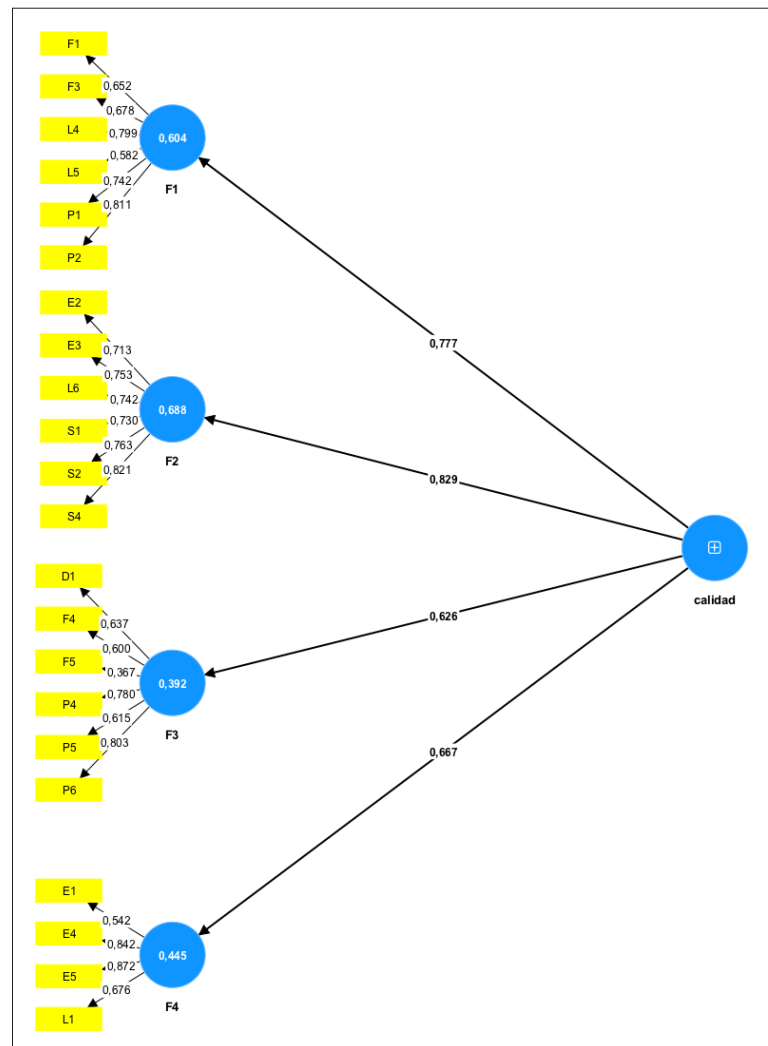 F1
0,652
F3
0,678
L4
0,799
0,604
L5
0,582
F1
P1
0,742
P2
0,811
0,777
E2
0,713
E3
0,753
L6
0,742
0,688
S1
0,730
F2
S2
0,763
S4
0,821
0,829
calidad
D1
0,637
F4
0,600
F5
0,367
0,392
P4
0,780
F3
P5
0,615
P6
0,803
0,626
0,667
E1
0,542
E4
0,842
0,445
E5
0,872
F4
L1
0,676